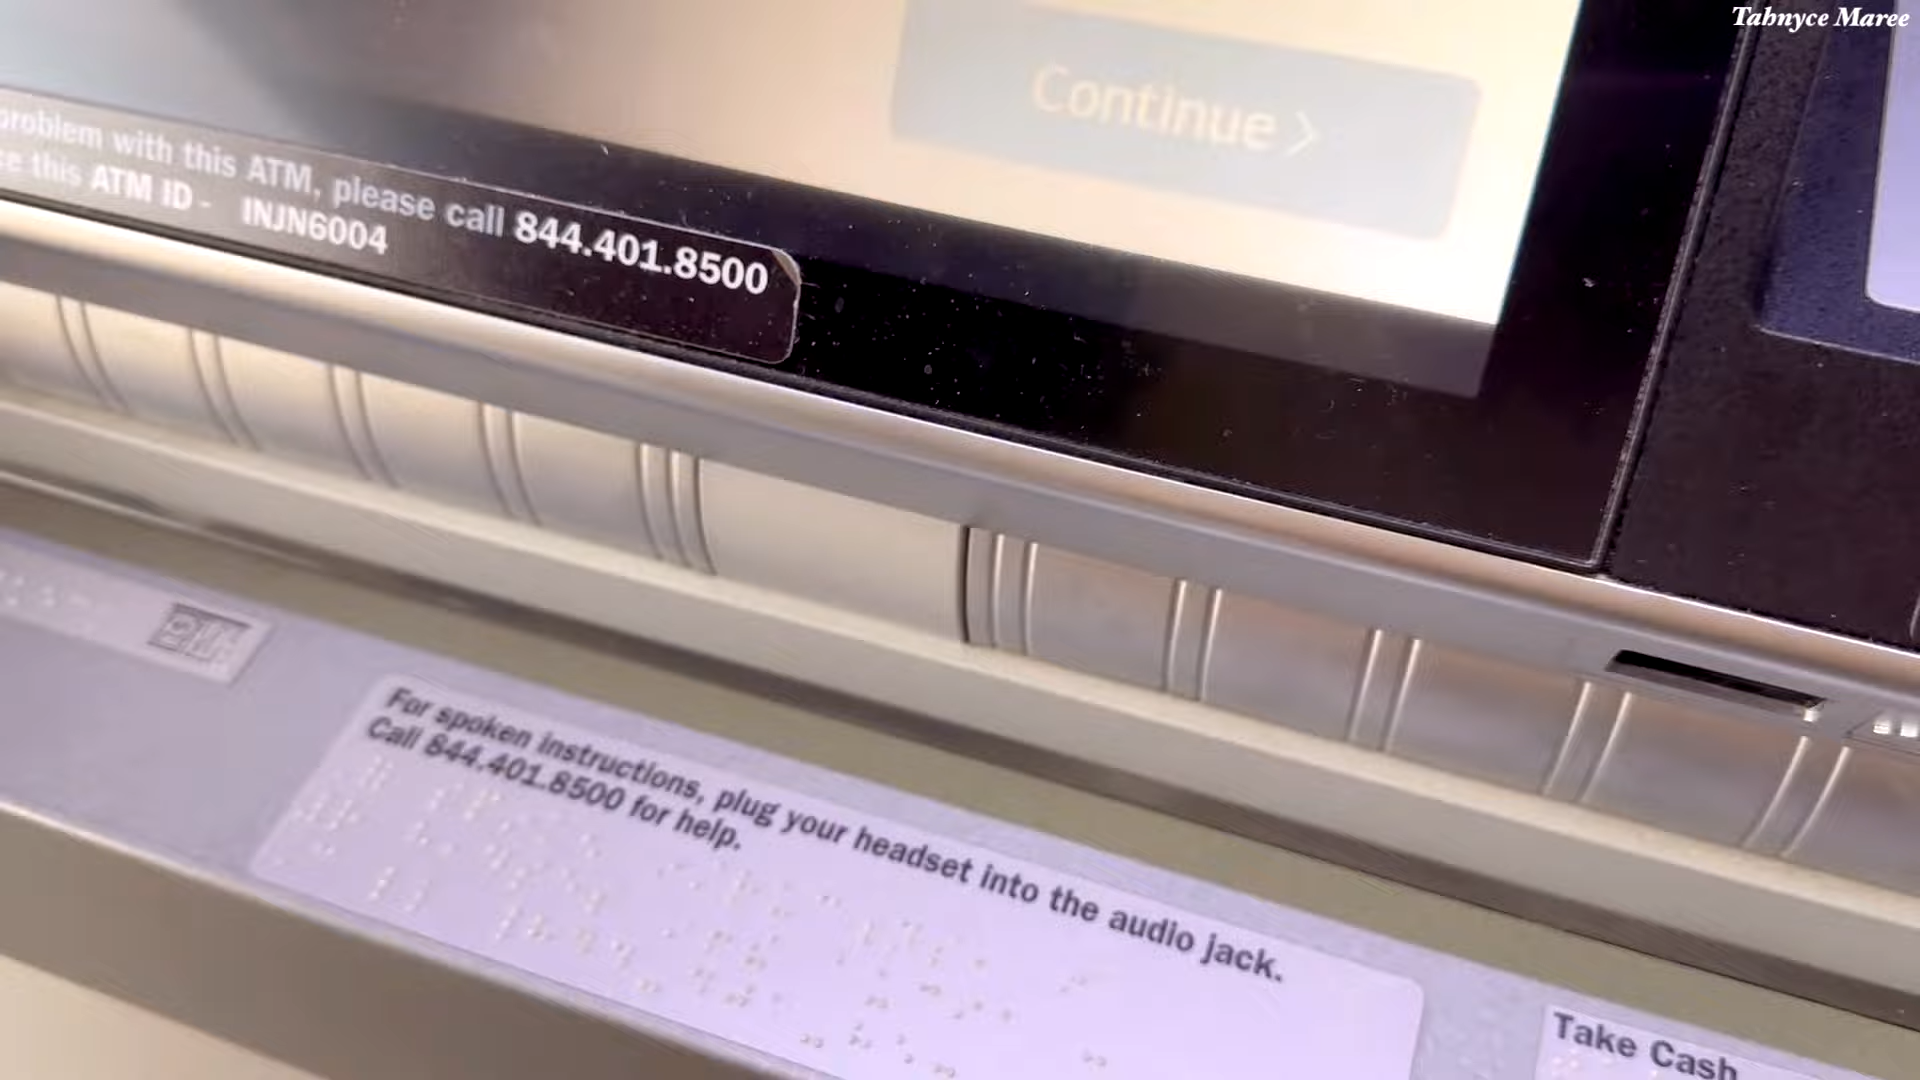 Tahnyce Maree
Continue >
problem with this ATM, please call 844.401.8500
this ATM ID - INJN6004
For spoken instructions, plug your headset into the audio jack.
Call 844.401.8500 for help.
Take Cash